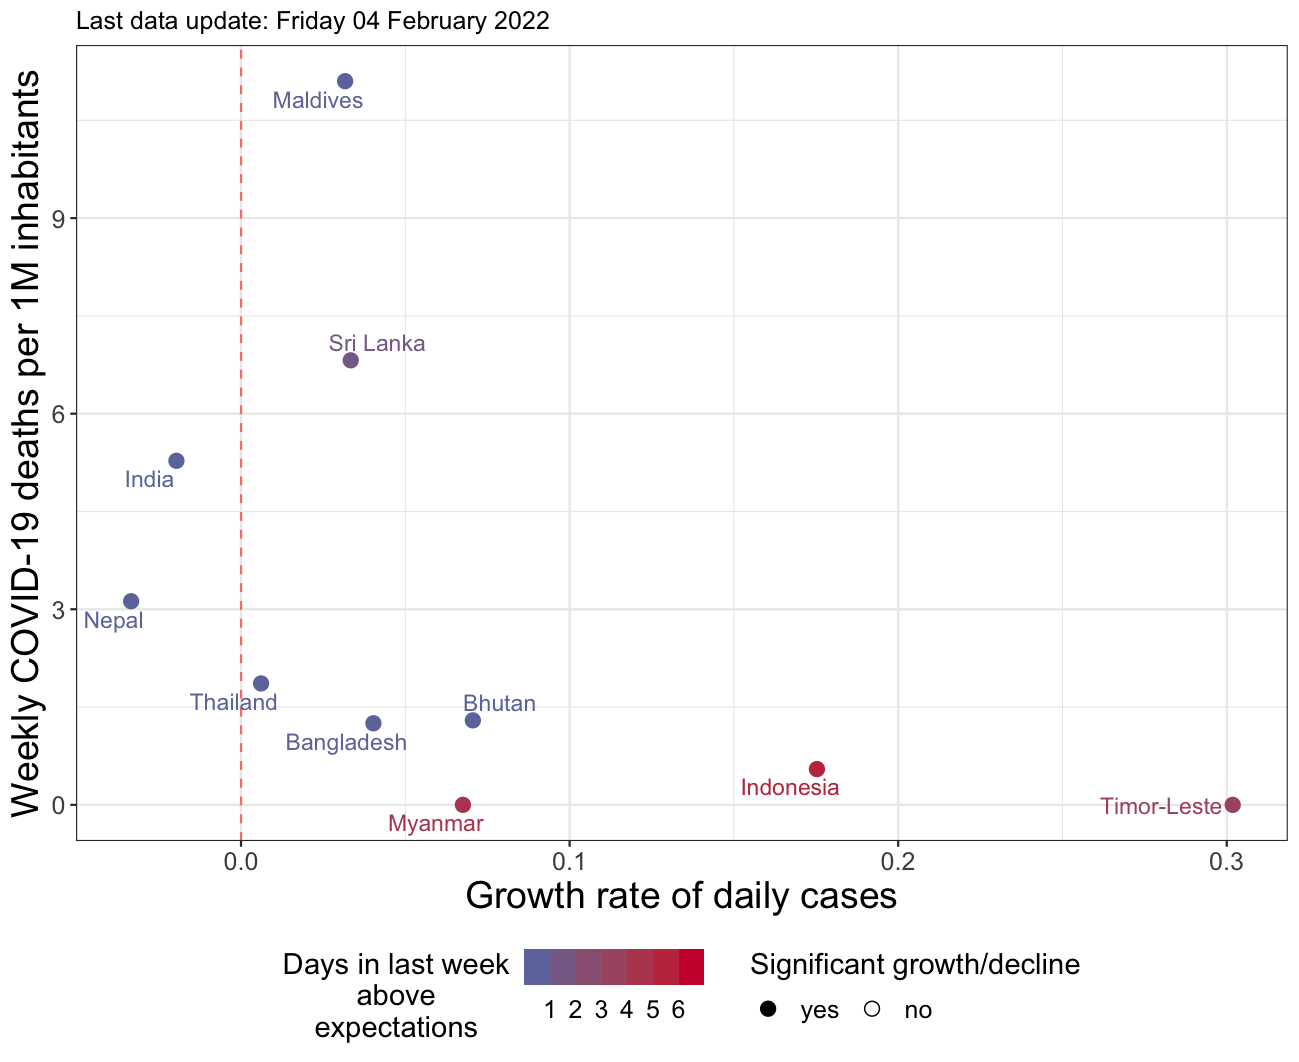 Last data update: Friday 04 February 2022
Weekly COVID-19 deaths per 1M inhabitants
Maldives
9
Sri Lanka
6
India
3
Nepal
Thailand
Bhutan
Bangladesh
Indonesia
0
Timor-Leste
Myanmar
0.0 0.1 0.2 0.3
Growth rate of daily cases
Days in last week
above
expectations
1 2 3 4 5 6
Significant growth/decline
yes no